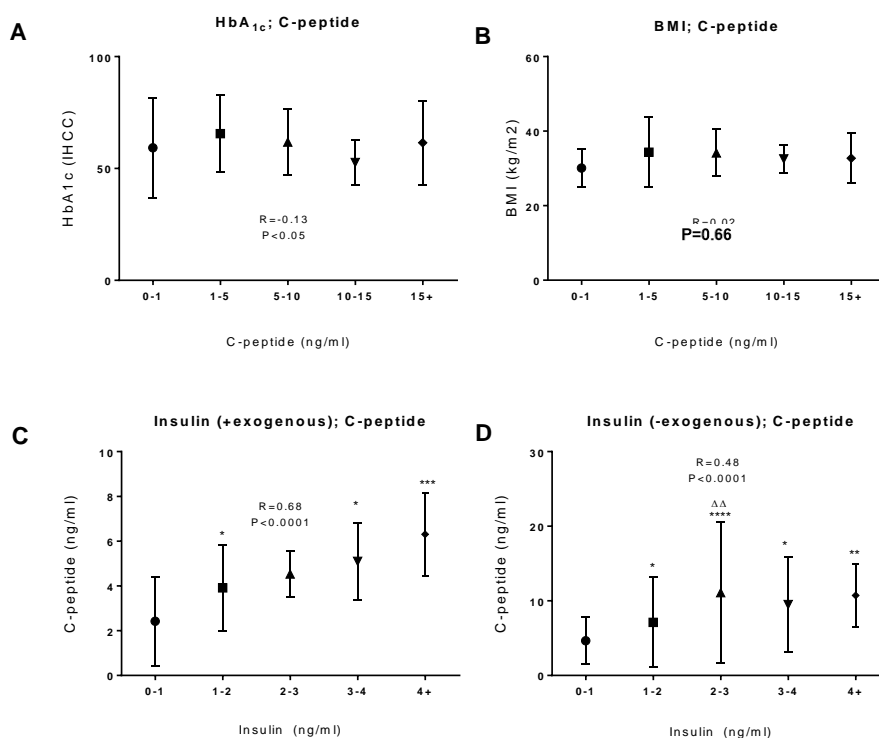 A
HbA1c; C-peptide
100
50
0
HbA1c (IHCC)
R=-0.13
P<0.05
0-1 1-5 5-10 10-15 15+
C-peptide (ng/ml)
B
BMI; C-peptide
60
40
20
0
BMI (kg/m2)
R=0.02
P=0.66
0-1 1-5 5-10 10-15 15+
C-peptide (ng/ml)
C
Insulin (+exogenous); C-peptide
10
8
6
4
2
0
C-peptide (ng/ml)
R=0.68
P<0.0001
* * ***
0-1 1-2 2-3 3-4 4+
Insulin (ng/ml)
D
Insulin (-exogenous); C-peptide
30
20
10
0
C-peptide (ng/ml)
R=0.48
P<0.0001
ΔΔ
* **** * **
0-1 1-2 2-3 3-4 4+
Insulin (ng/ml)